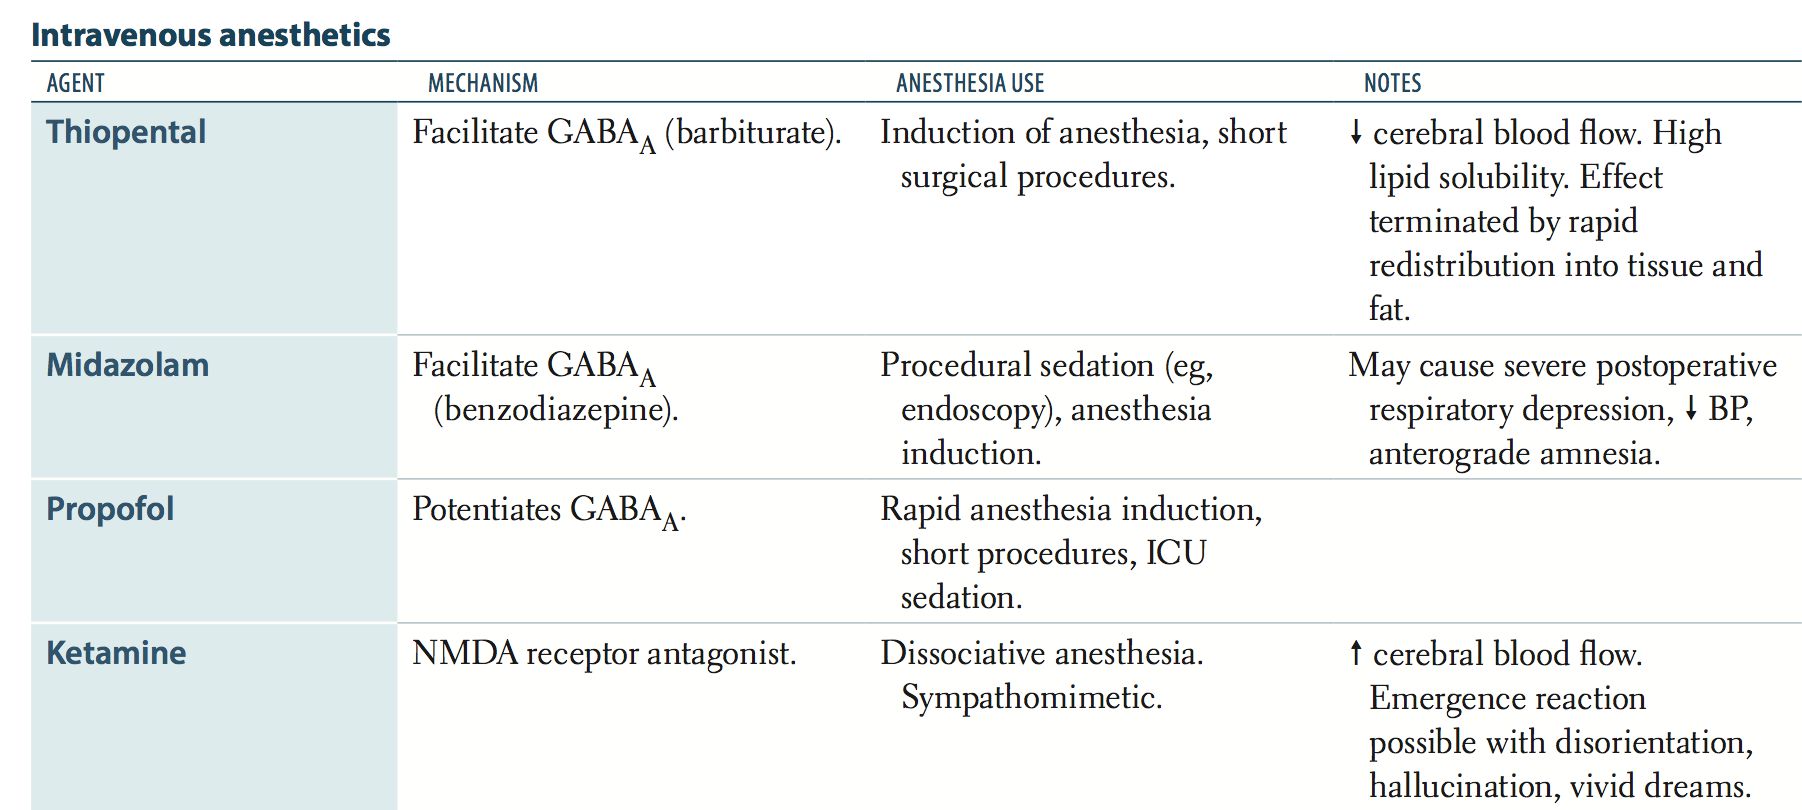 Intravenous anesthetics
AGENT MECHANISM ANESTHESIA USE NOTES
Thiopental
Facilitate GABAA (barbiturate).
Induction of anesthesia, short
surgical procedures.
↓ cerebral blood flow. High
lipid solubility. Effect
terminated by rapid
redistribution into tissue and
fat.
Midazolam
Facilitate GABAA
(benzodiazepine).
Procedural sedation (eg,
endoscopy), anesthesia
induction.
May cause severe postoperative
respiratory depression, ↓ BP,
anterograde amnesia.
Propofol
Potentiates GABAA.
Rapid anesthesia induction,
short procedures, ICU
sedation.
Ketamine
NMDA receptor antagonist.
Dissociative anesthesia.
Sympathomimetic.
↑ cerebral blood flow.
Emergence reaction
possible with disorientation,
hallucination, vivid dreams.